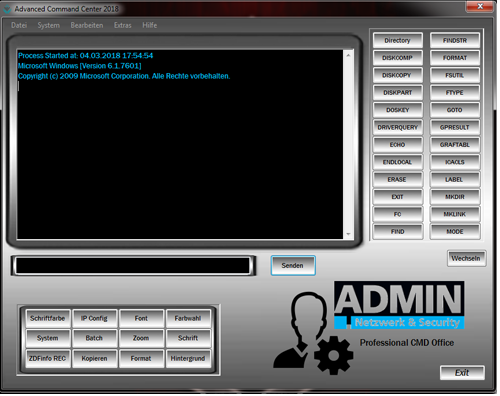 Advanced Command Center 2018
Datei System Bearbeiten Extras Hilfe
Process Started at: 04.03.2018 17:54:54
Microsoft Windows [Version 6.1.7601]
Copyright (c) 2009 Microsoft Corporation. Alle Rechte vorbehalten.
Directory FINDSTR
DISKCOMP FORMAT
DISKCOPY FSUTIL
DISKPART FTYPE
DOSKEY GOTO
DRIVERQUERY GPRESULT
ECHO GRAFTABL
ENDLOCAL ICACLS
ERASE LABEL
EXIT MKDIR
FC MKLINK
FIND MODE
Wechseln
Senden
Schriftfarbe IP Config Font Farbwahl
System Batch Zoom Schrift
ZDFinfo REC Kopieren Format Hintergrund
ADMIN
Netzwerk & Security
Professional CMD Office
Exit